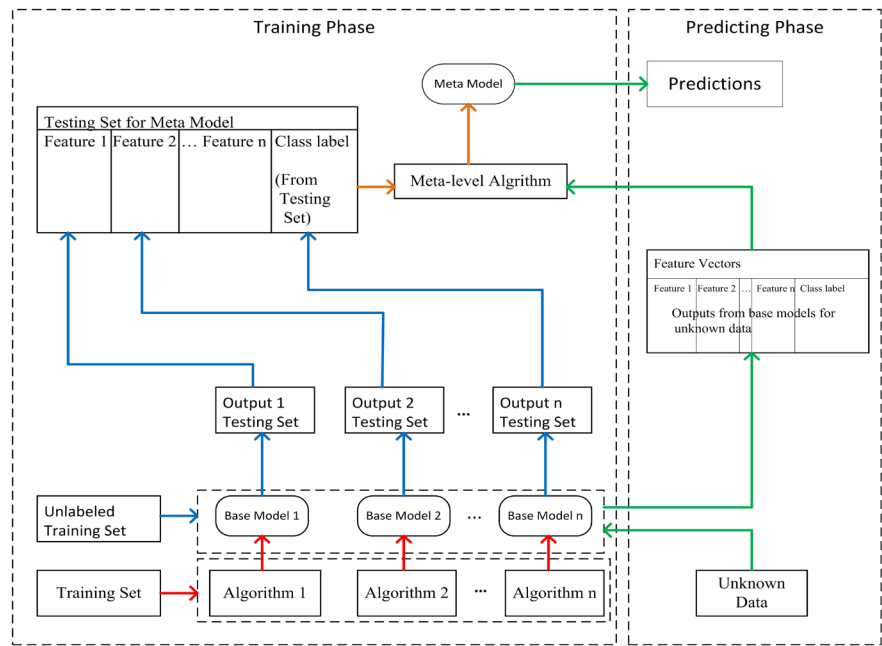 Training Phase
Predicting Phase
Meta Model
Predictions
Testing Set for Meta Model
Feature 1 Feature 2 ... Feature n Class label
(From
Testing
Set)
Meta-level Algrithm
Feature Vectors
Feature 1 Feature 2 ... Feature n Class label
Outputs from base models for
unknown data
Output 1
Testing Set
Output 2
Testing Set
...
Output n
Testing Set
Unlabeled
Training Set
Base Model 1
Base Model 2
...
Base Model n
Training Set
Algorithm 1
Algorithm 2
...
Algorithm n
Unknown
Data